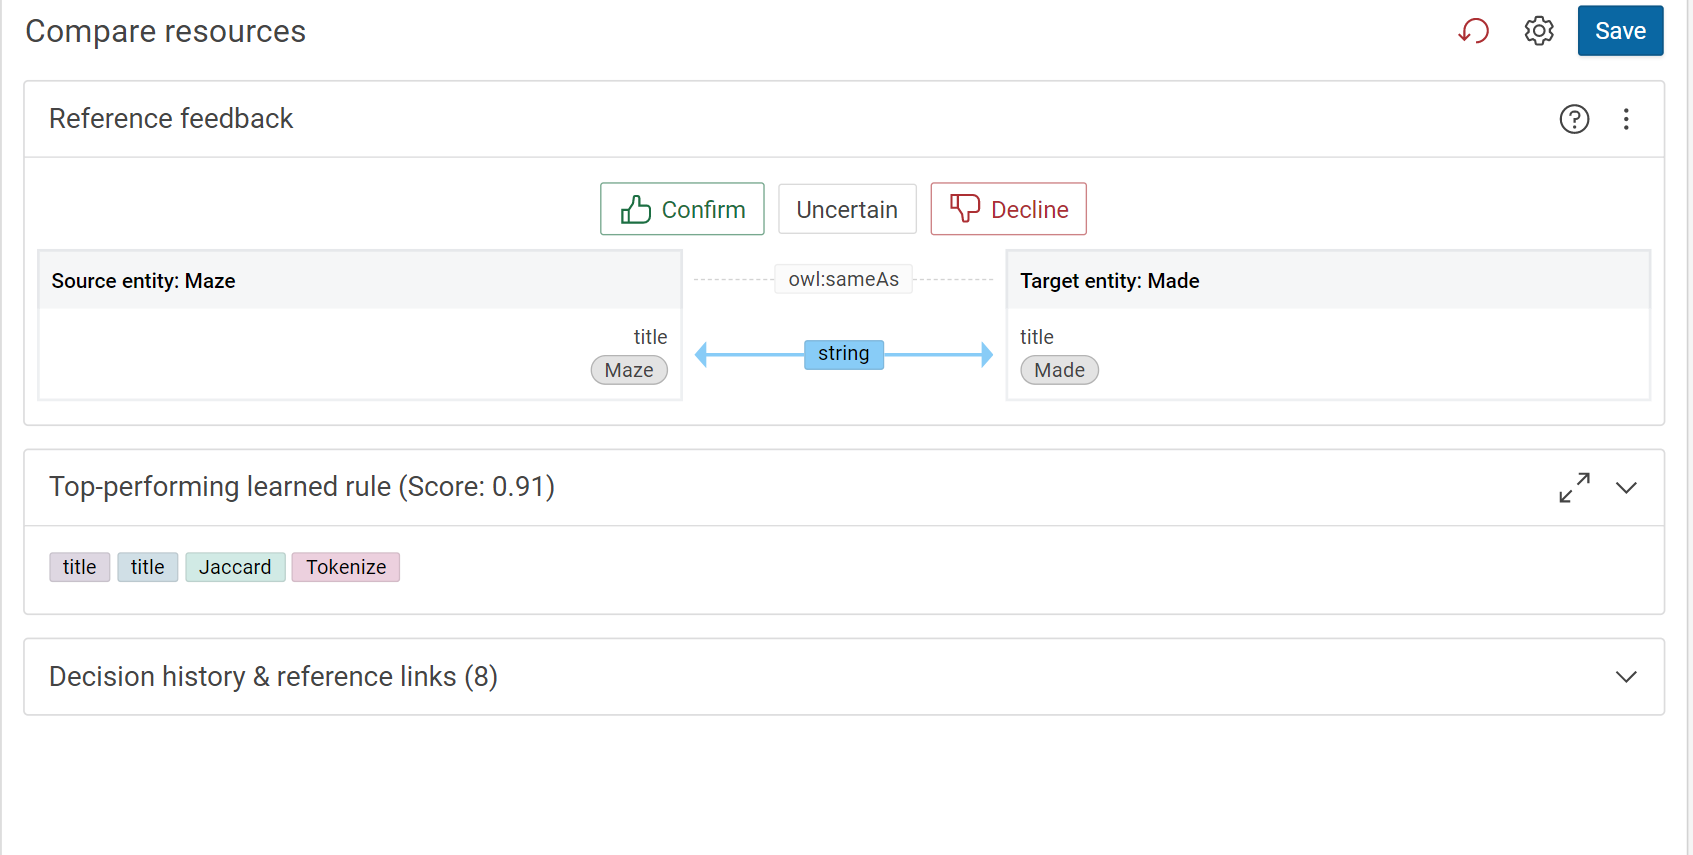 Compare resources
Save
Reference feedback
Confirm
Uncertain
Decline
Source entity: Maze
owl:sameAs
Target entity: Made
title
Maze
string
title
Made
Top-performing learned rule (Score: 0.91)
title title Jaccard Tokenize
Decision history & reference links (8)